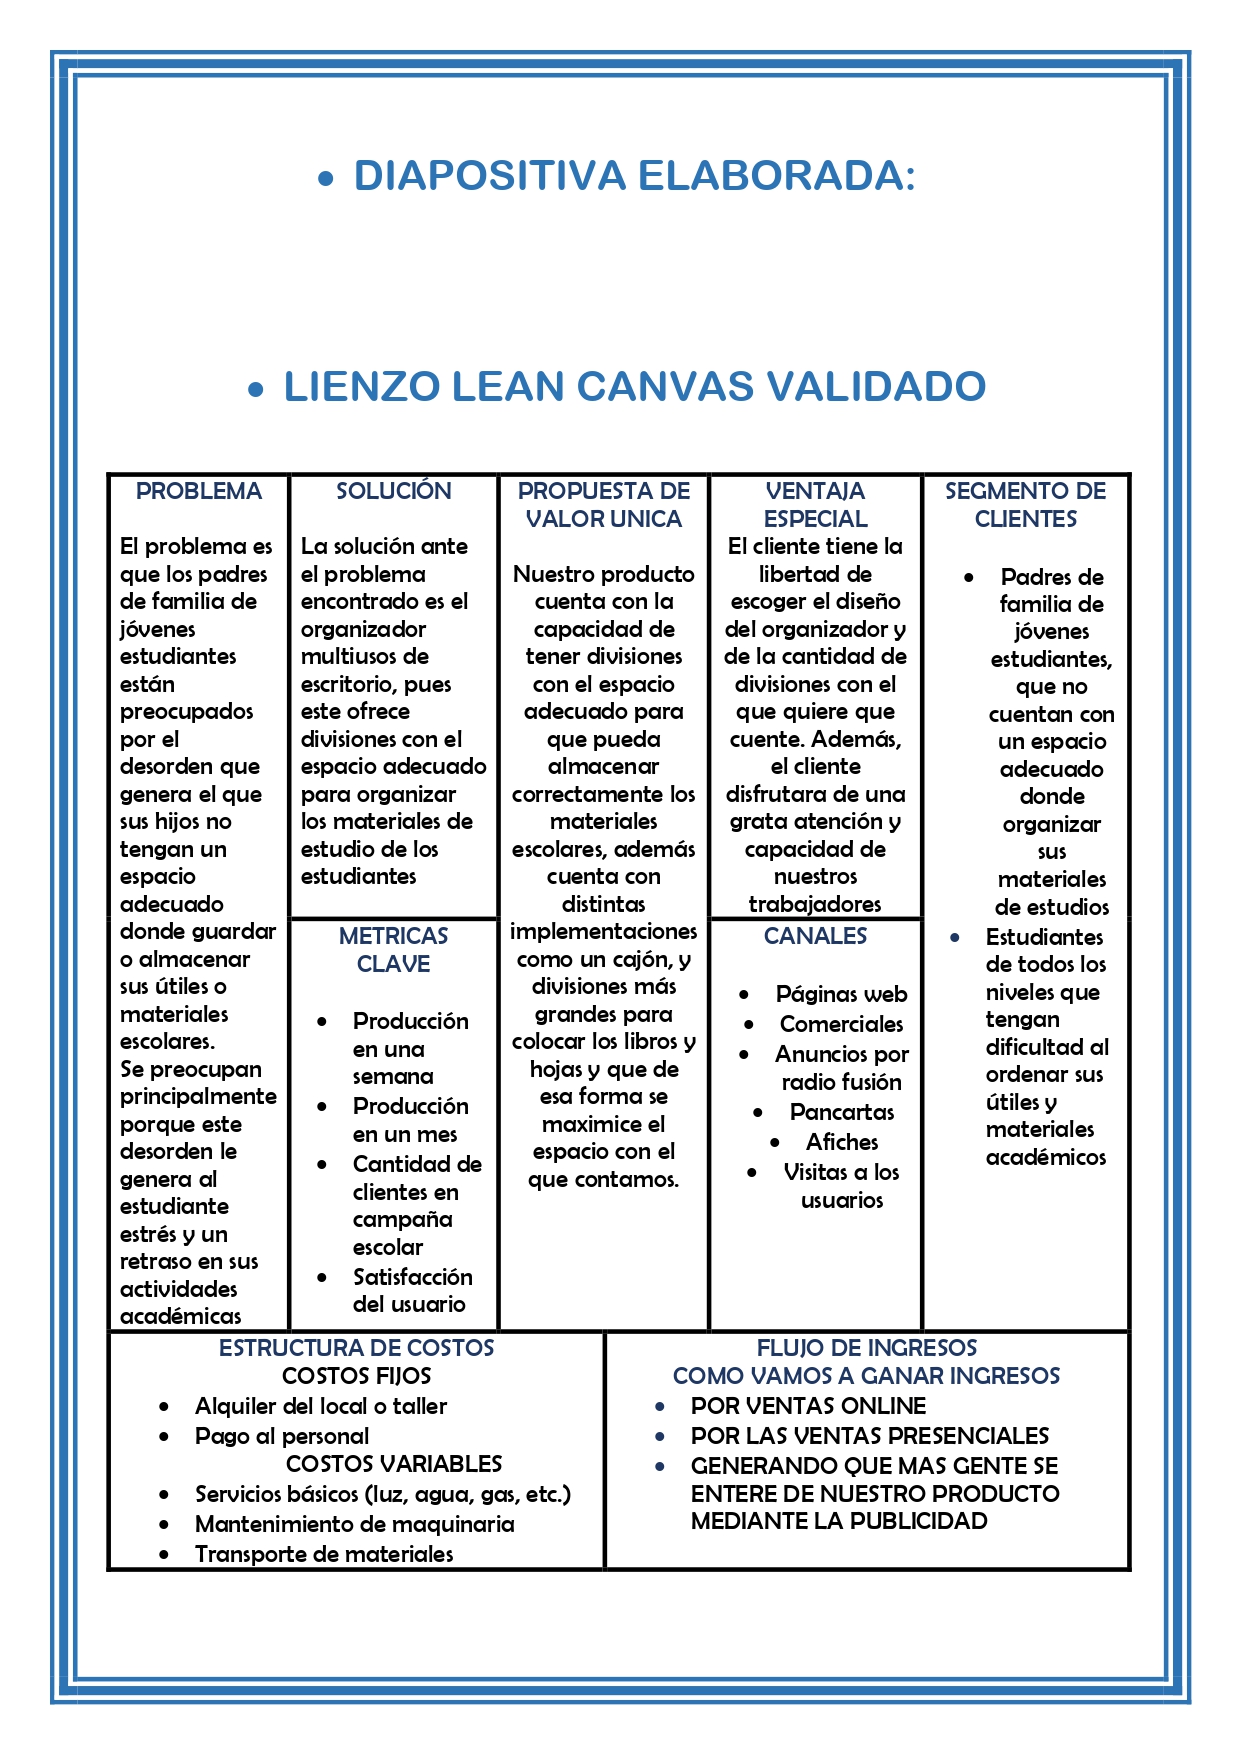 • DIAPOSITIVA ELABORADA:
• LIENZO LEAN CANVAS VALIDADO
PROBLEMA
El problema es
que los padres
de familia de
jóvenes
estudiantes
están
preocupados
por el
desorden que
genera el que
sus hijos no
tengan un
espacio
adecuado
donde guardar
o almacenar
sus útiles o
materiales
escolares.
Se preocupan
principalmente
porque este
desorden le
genera al
estudiante
estrés y un
retraso en sus
actividades
académicas
SOLUCIÓN
La solución ante
el problema
encontrado es el
organizador
multiusos de
escritorio, pues
este ofrece
divisiones con el
espacio adecuado
para organizar
los materiales de
estudio de los
estudiantes
METRICAS
CLAVE
• Producción
en una
semana
• Producción
en un mes
• Cantidad de
clientes en
campaña
escolar
• Satisfacción
del usuario
PROPUESTA DE
VALOR UNICA
Nuestro producto
cuenta con la
capacidad de
tener divisiones
con el espacio
adecuado para
que pueda
almacenar
correctamente los
materiales
escolares, además
cuenta con
distintas
implementaciones
como un cajón, y
divisiones más
grandes para
colocar los libros y
hojas y que de
esa forma se
maximice el
espacio con el
que contamos.
VENTAJA
ESPECIAL
El cliente tiene la
libertad de
escoger el diseño
del organizador y
de la cantidad de
divisiones con el
que quiere que
cuente. Además,
el cliente
disfrutara de una
grata atención y
capacidad de
nuestros
trabajadores
CANALES
• Páginas web
• Comerciales
• Anuncios por
radio fusión
• Pancartas
• Afiches
• Visitas a los
usuarios
SEGMENTO DE
CLIENTES
• Padres de
familia de
jóvenes
estudiantes,
que no
cuentan con
un espacio
adecuado
donde
organizar
sus
materiales
de estudios
• Estudiantes
de todos los
niveles que
tengan
dificultad al
ordenar sus
útiles y
materiales
académicos
ESTRUCTURA DE COSTOS
COSTOS FIJOS
• Alquiler del local o taller
• Pago al personal
COSTOS VARIABLES
• Servicios básicos (luz, agua, gas, etc.)
• Mantenimiento de maquinaria
• Transporte de materiales
FLUJO DE INGRESOS
COMO VAMOS A GANAR INGRESOS
• POR VENTAS ONLINE
• POR LAS VENTAS PRESENCIALES
• GENERANDO QUE MAS GENTE SE
ENTERE DE NUESTRO PRODUCTO
MEDIANTE LA PUBLICIDAD